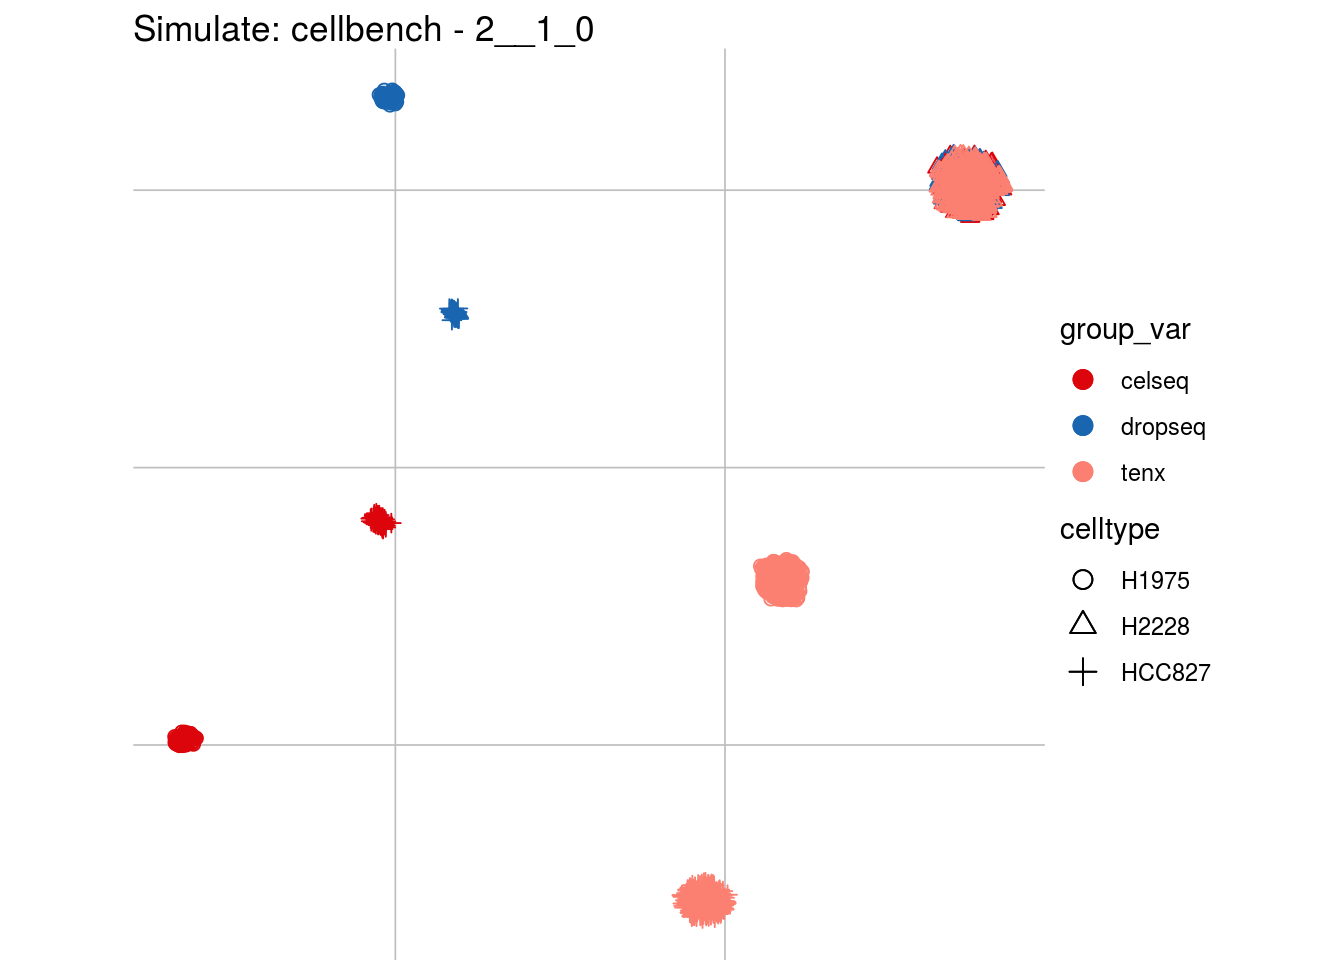 Simulate: cellbench - 2__1_0
group_var
celseq
dropseq
tenx
celltype
H1975
H2228
HCC827